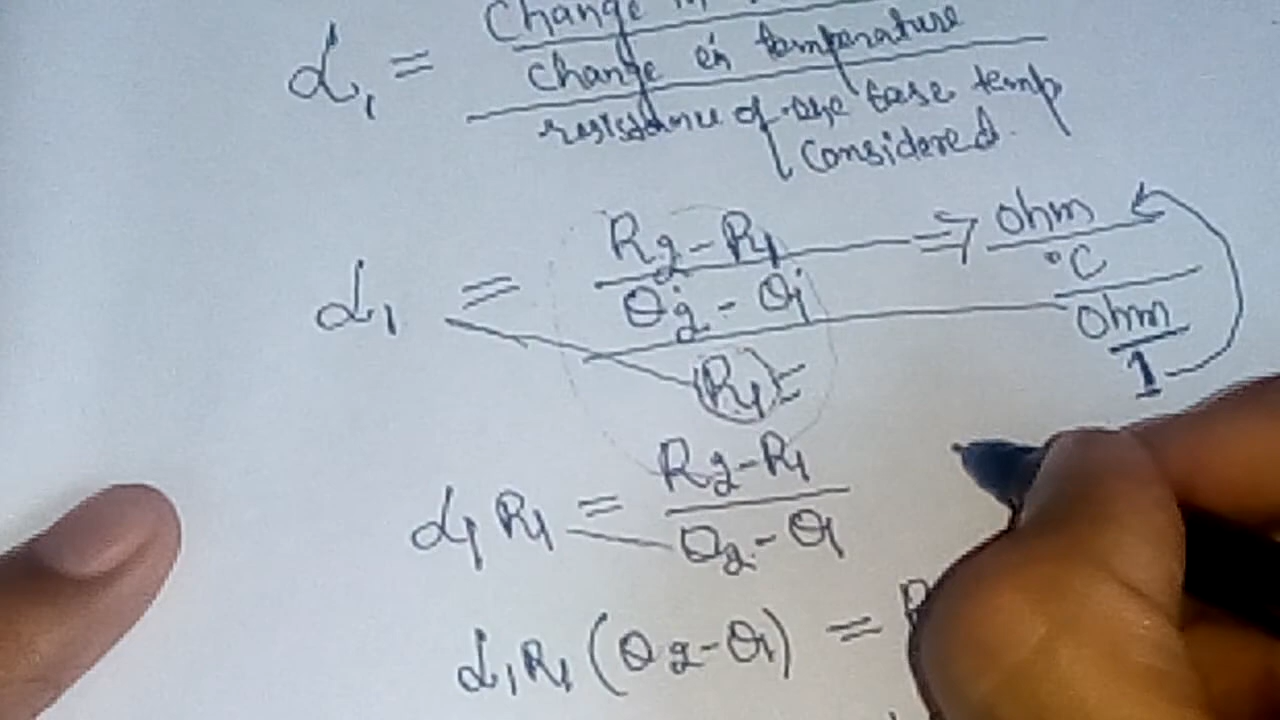 α₁ = Change in
change in temperature
resistance of the base temp
considered.
α₁ = R₂-R₁ ⇒ ohm
θ₂ - θ₁ °C
(R₁) = ohm
1
α₁R₁ = R₂-R₁
θ₂-θ₁
α₁R₁(θ₂-θ₁) = R